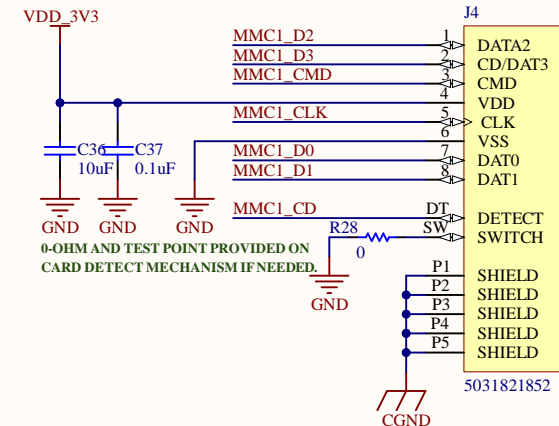 J4
VDD_3V3
MMC1_D2 1 DATA2
MMC1_D3 2 CD/DAT3
MMC1_CMD 3 CMD
4 VDD
MMC1_CLK 5 CLK
6 VSS
MMC1_D0 7 DAT0
MMC1_D1 8 DAT1
C36 C37
10uF 0.1uF
GND GND GND
MMC1_CD DT DETECT
R28 SW SWITCH
0
0-OHM AND TEST POINT PROVIDED ON
CARD DETECT MECHANISM IF NEEDED.
GND
P1 SHIELD
P2 SHIELD
P3 SHIELD
P4 SHIELD
P5 SHIELD
5031821852
CGND